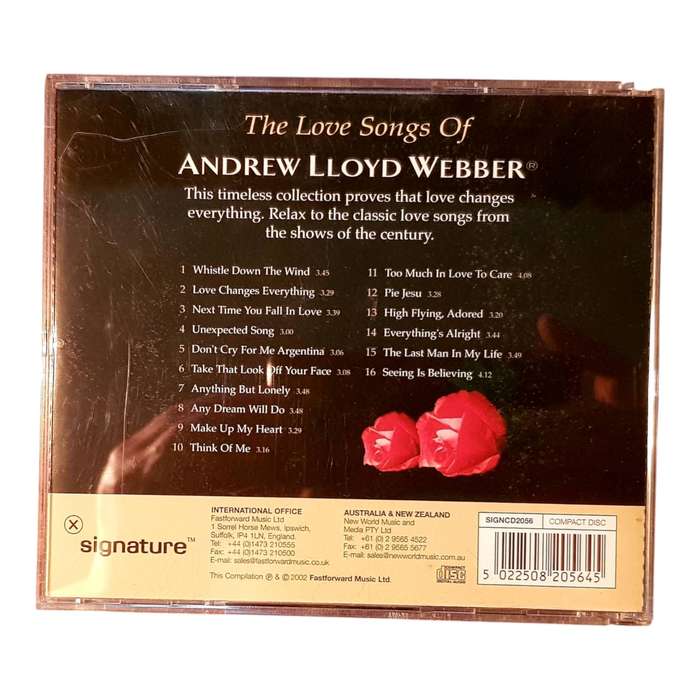 The Love Songs Of
ANDREW LLOYD WEBBER®
This timeless collection proves that love changes
everything. Relax to the classic love songs from
the shows of the century.
1 Whistle Down The Wind 3.45
2 Love Changes Everything 3.29
3 Next Time You Fall In Love 3.39
4 Unexpected Song 3.00
5 Don't Cry For Me Argentina 3.06
6 Take That Look Off Your Face 3.08
7 Anything But Lonely 3.48
8 Any Dream Will Do 3.48
9 Make Up My Heart 3.29
10 Think Of Me 3.16
11 Too Much In Love To Care 4.08
12 Pie Jesu 3.28
13 High Flying, Adored 3.20
14 Everything's Alright 3.44
15 The Last Man In My Life 3.49
16 Seeing Is Believing 4.12
x signature™
INTERNATIONAL OFFICE
Fastforward Music Ltd
1 Sorrel Horse Mews, Ipswich,
Suffolk, IP4 1LN, England.
Tel: +44 (0)1473 210555
Fax: +44 (0)1473 210500
E-mail: sales@fastforwardmusic.co.uk
AUSTRALIA & NEW ZEALAND
New World Music and
Media PTY Ltd
Tel: +61 (0) 2 9565 4522
Fax: +61 (0) 2 9565 5677
E-mail: sales@newworldmusic.com.au
This Compilation ℗ & © 2002 Fastforward Music Ltd.
COMPACT
disc
DIGITAL AUDIO
SIGNCD2056
COMPACT DISC
5 022508 205645